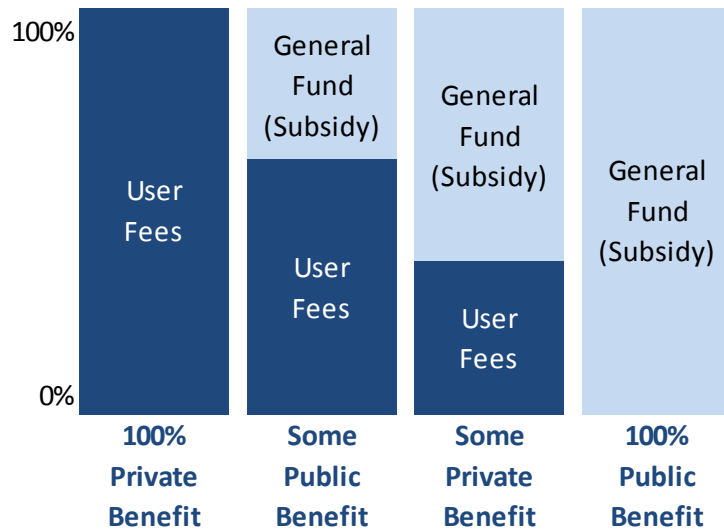 100%
0%
User
Fees
General
Fund
(Subsidy)
User
Fees
General
Fund
(Subsidy)
User
Fees
General
Fund
(Subsidy)
100%
Private
Benefit
Some
Public
Benefit
Some
Private
Benefit
100%
Public
Benefit